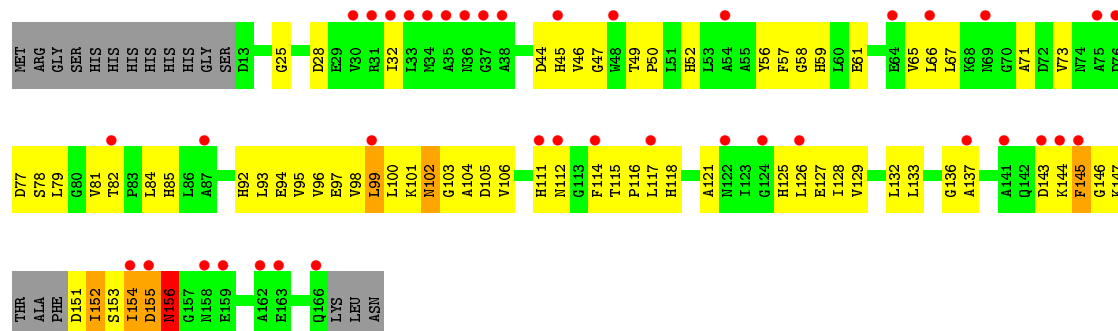 MET ARG GLY SER HIS HIS HIS HIS HIS HIS GLY SER D13 G25 D28 E29 V30 R31 I32 L33 M34 A35 N36 G37 A38 D44 H45 V46 G47 W48 T49 P50 L51 H52 L53 A54 A55 Y56 F57 G58 H59 L60 E61 E64 V65 L66 L67 K68 N69 G70 A71 D72 V73 N74 A75 D76
D77 S78 L79 G80 V81 T82 P83 L84 H85 L86 A87 H92 L93 E94 V95 V96 E97 V98 L99 L100 K101 N102 G103 A104 D105 V106 H111 N112 G113 F114 T115 P116 L117 H118 A121 N122 I123 G124 H125 L126 E127 I128 V129 L132 L133 G136 A137 A141 Q142 D143 K144 F145 G146 K147
THR ALA PHE D151 I152 S153 I154 D155 N156 G157 N158 E159 A162 E163 Q166 LYS LEU ASN